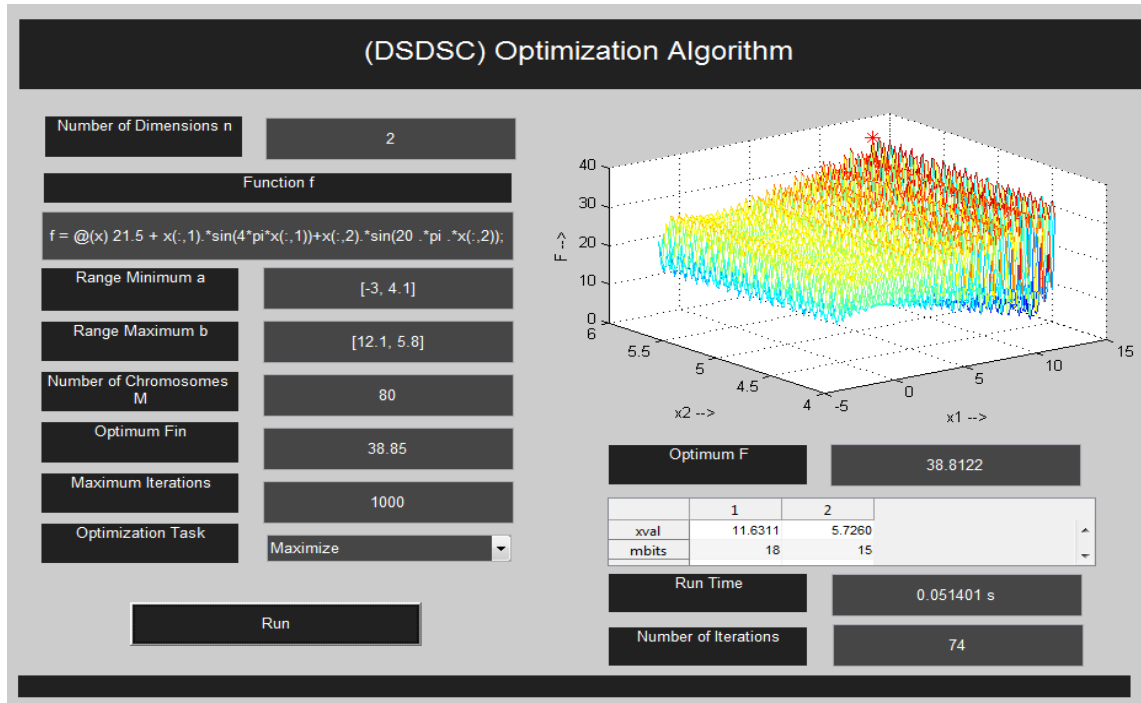 (DSDSC) Optimization Algorithm
Number of Dimensions n
2
Function f
f = @(x) 21.5 + x(:,1).*sin(4*pi*x(:,1))+x(:,2).*sin(20 .*pi .*x(:,2));
Range Minimum a
[-3, 4.1]
Range Maximum b
[12.1, 5.8]
Number of Chromosomes
M
80
Optimum Fin
38.85
Maximum Iterations
1000
Optimization Task
Maximize
Run
40
30
20
10
0
F -->
6
5.5
5
4.5
4
x2 -->
-5
0
5
10
15
x1 -->
Optimum F
38.8122
1 2
xval 11.6311 5.7260
mbits 18 15
Run Time
0.051401 s
Number of Iterations
74